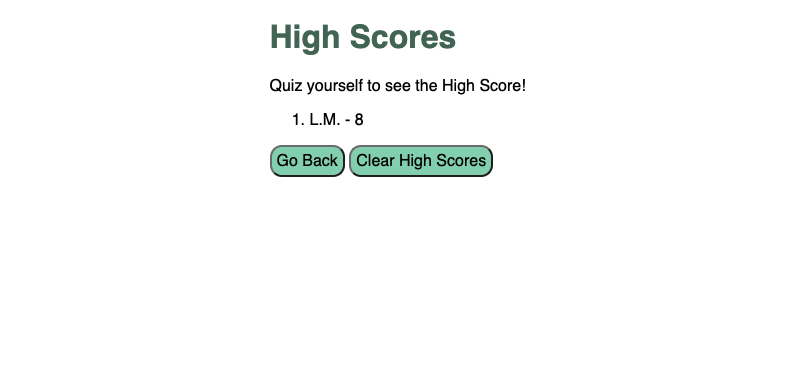 High Scores
Quiz yourself to see the High Score!
1. L.M. - 8
Go Back Clear High Scores